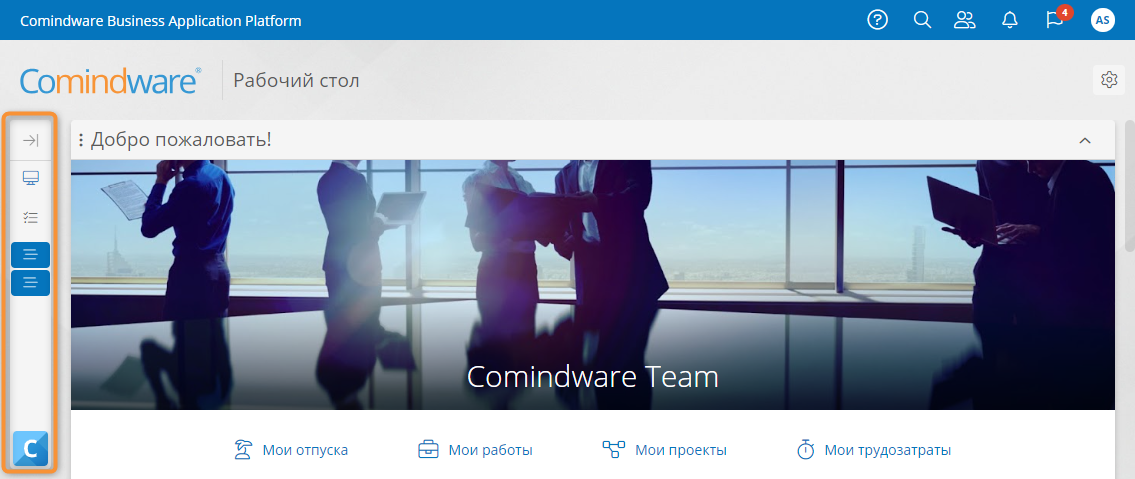 Comindware Business Application Platform
4
AS
Comindware®
Рабочий стол
Добро пожаловать!
Comindware Team
C
Мои отпуска
Мои работы
Мои проекты
Мои трудозатраты